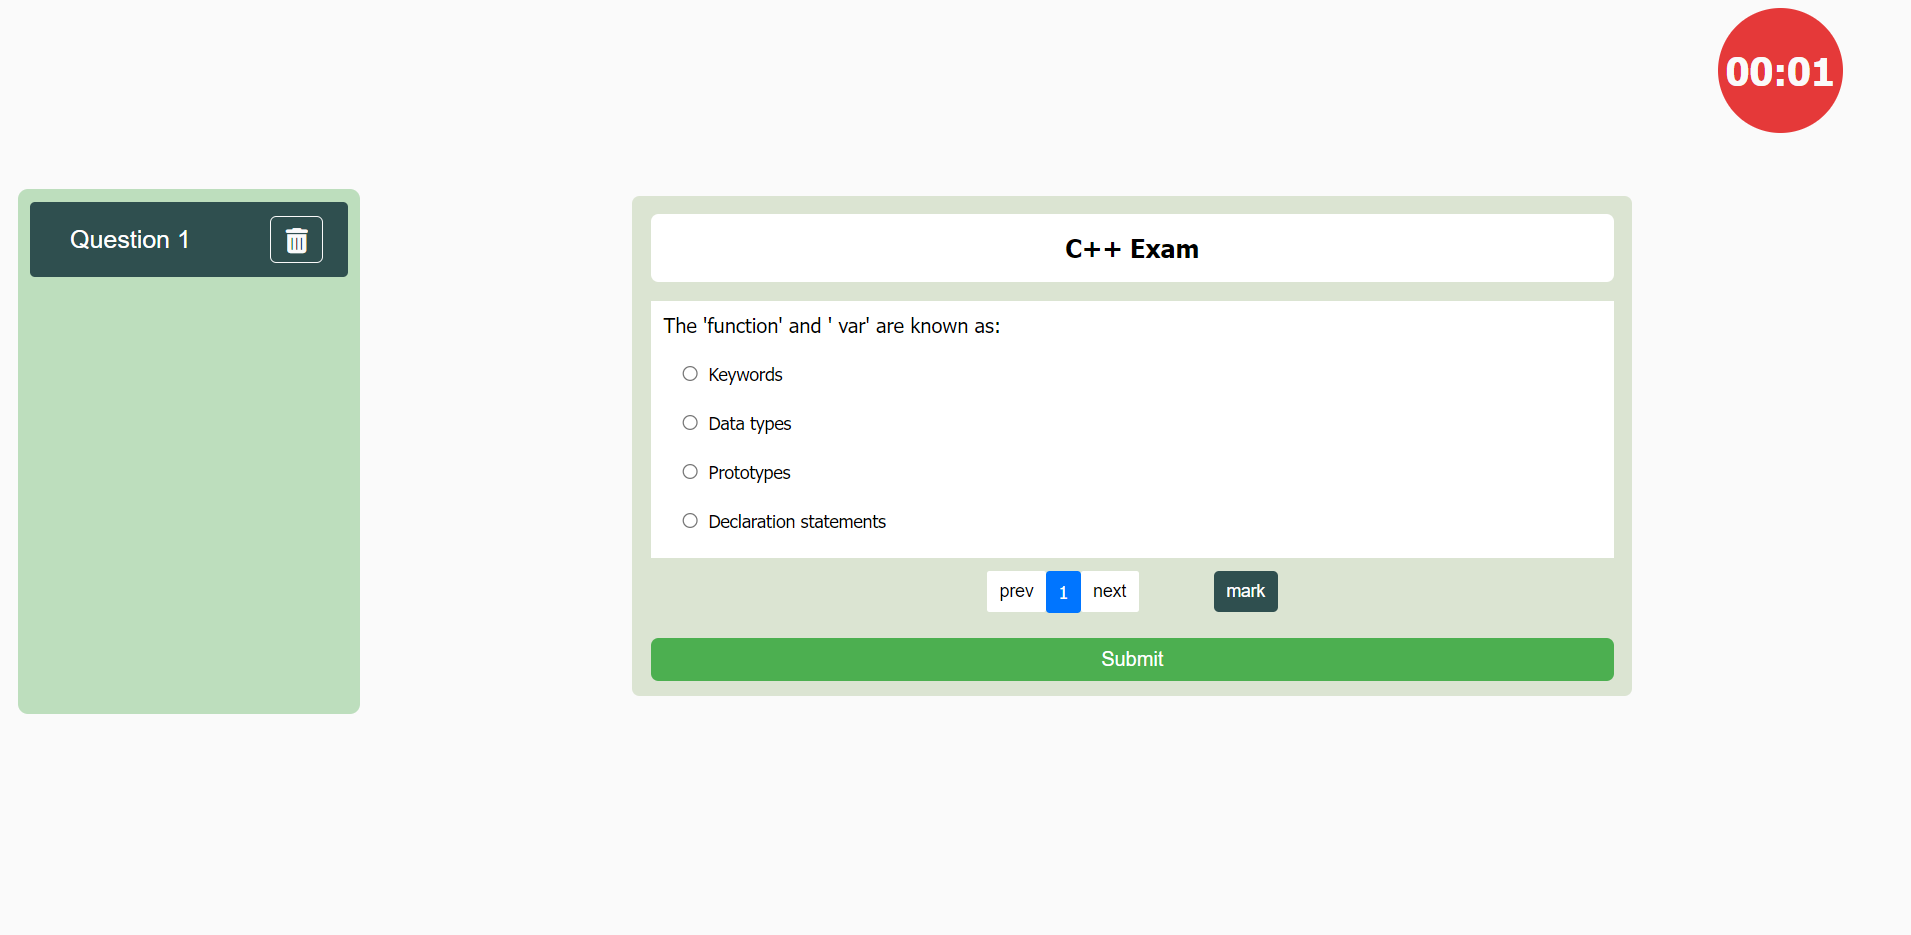 00:01
Question 1
C++ Exam
The 'function' and ' var' are known as:
Keywords
Data types
Prototypes
Declaration statements
prev 1 next mark
Submit